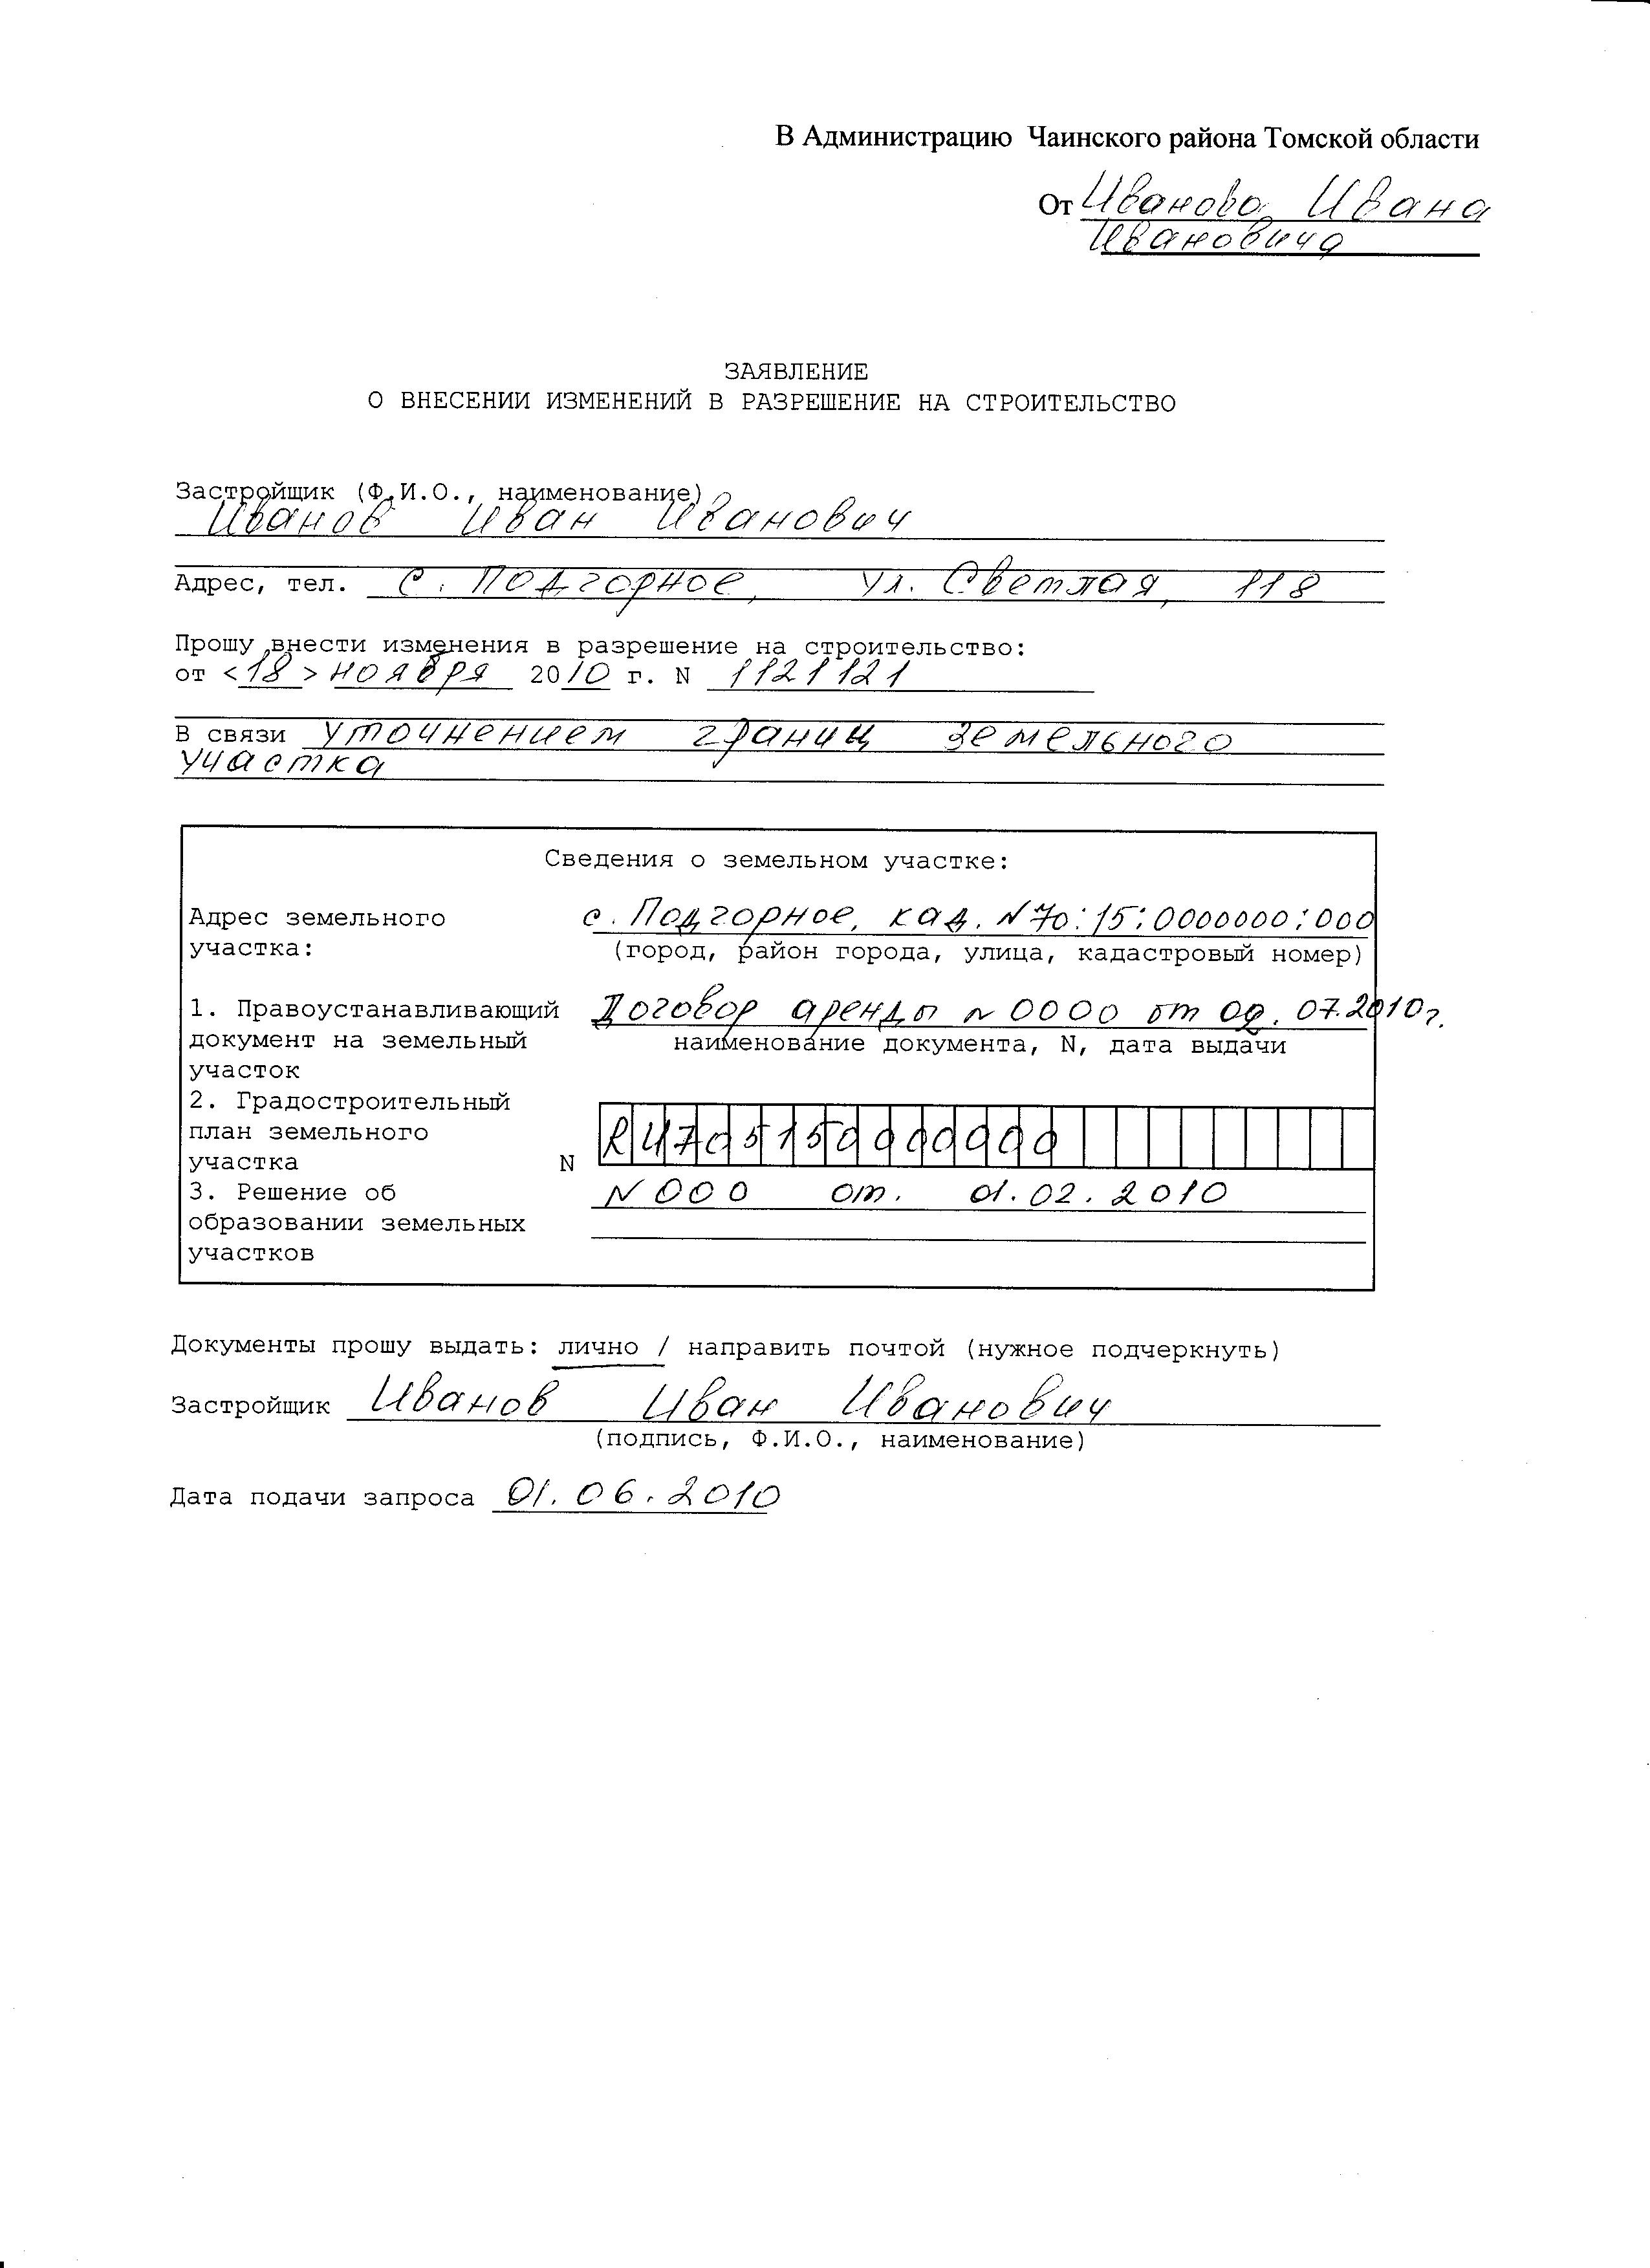 В Администрацию Чаинского района Томской области
От Иванова Ивана
Ивановича
ЗАЯВЛЕНИЕ
О ВНЕСЕНИИ ИЗМЕНЕНИЙ В РАЗРЕШЕНИЕ НА СТРОИТЕЛЬСТВО
Застройщик (Ф.И.О., наименование)
Иванов Иван Иванович
Адрес, тел. с. Подгорное, ул. Светлая, 118
Прошу внести изменения в разрешение на строительство:
от <18> ноября 2010 г. N 1121121
В связи уточнением границ земельного
участка
Сведения о земельном участке:
Адрес земельного с. Подгорное, кад. N70:15:0000000:000
участка: (город, район города, улица, кадастровый номер)
1. Правоустанавливающий Договор аренды N 0000 от 00.07.2010г.
документ на земельный наименование документа, N, дата выдачи
участок
2. Градостроительный
план земельного RU7051500000000
участка N
3. Решение об N 000 от. 01.02.2010
образовании земельных
участков
Документы прошу выдать: лично / направить почтой (нужное подчеркнуть)
Застройщик Иванов Иван Иванович
(подпись, Ф.И.О., наименование)
Дата подачи запроса 01.06.2010